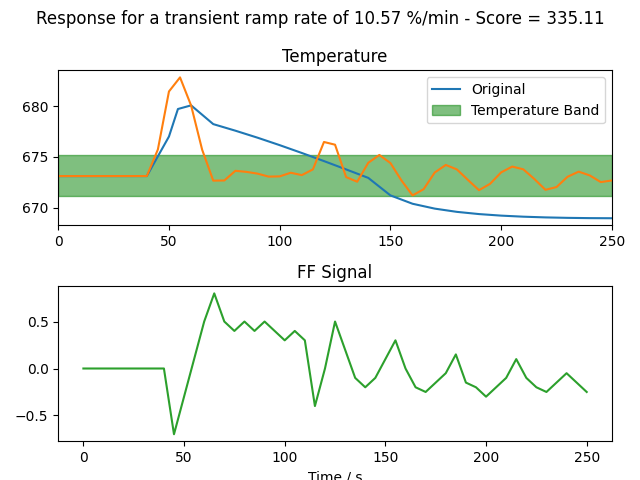 Response for a transient ramp rate of 10.57 %/min - Score = 335.11
Temperature
Original
Temperature Band
680
675
670
0 50 100 150 200 250
FF Signal
0.5
0.0
−0.5
0 50 100 150 200 250
Time / s